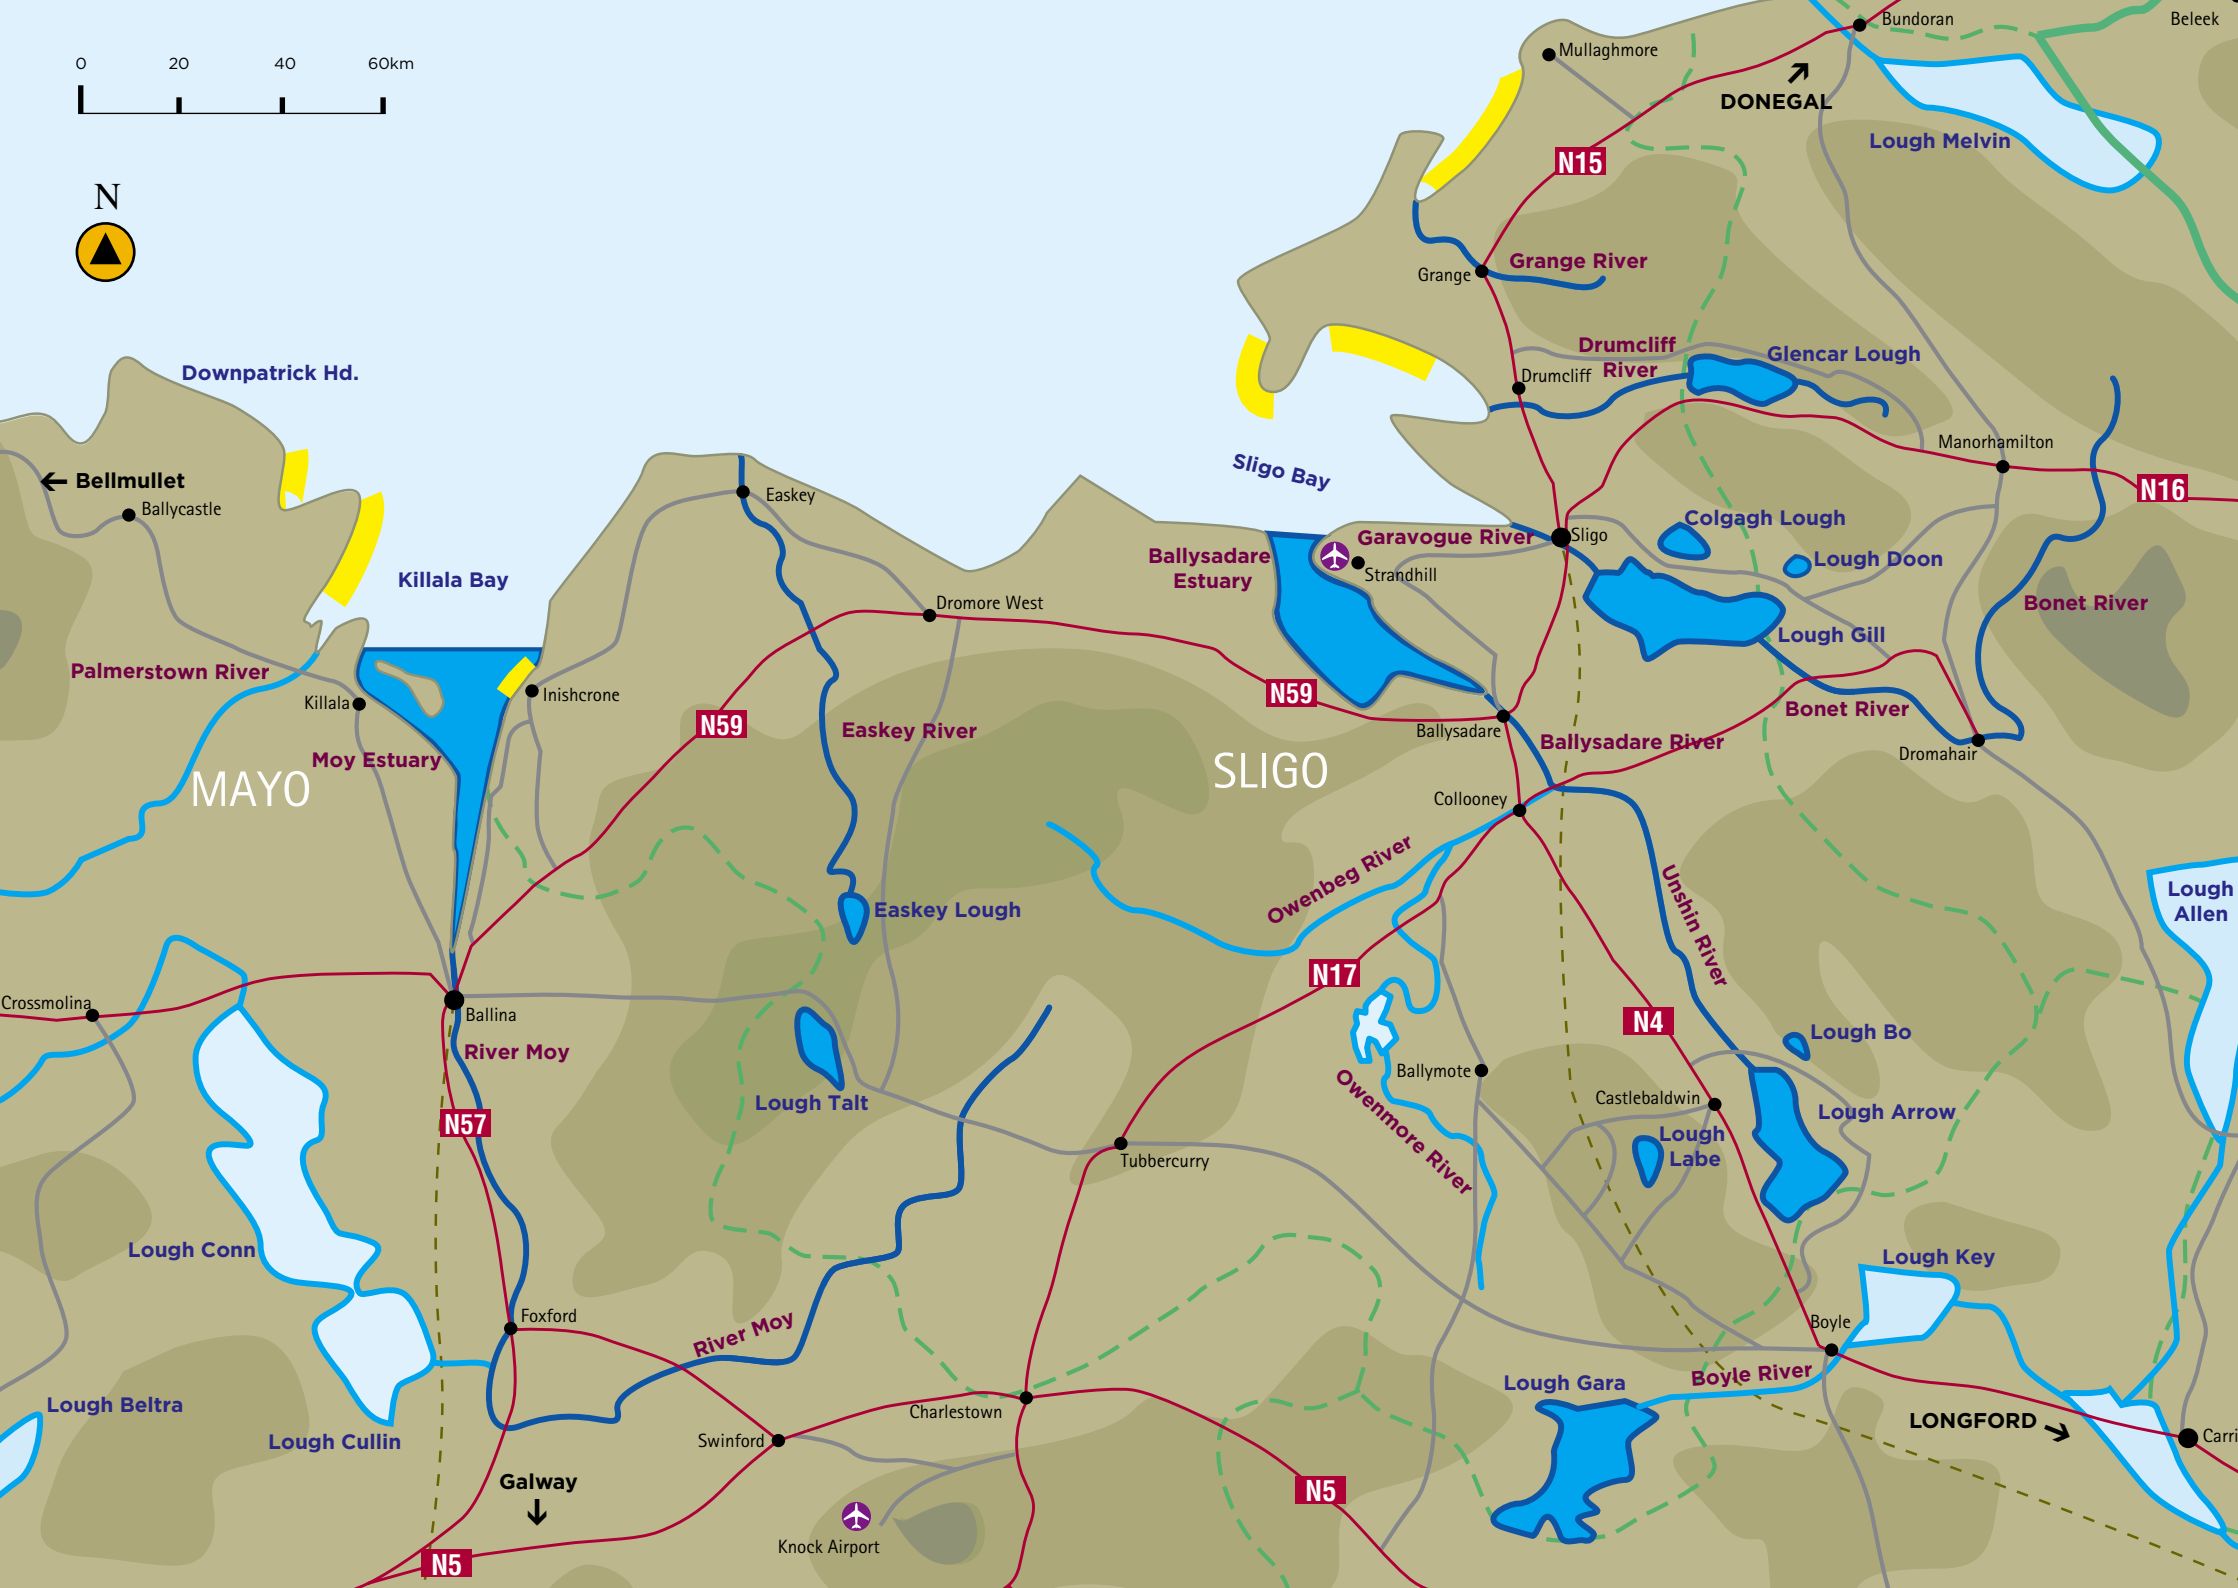 0 20 40 60km
N
Bundoran
Beleek
Mullaghmore
DONEGAL
Lough Melvin
N15
Grange River
Grange
Drumcliff
River
Glencar Lough
Downpatrick Hd.
Drumcliff
Manorhamilton
Sligo Bay
Bellmullet
Ballycastle
Easkey
N16
Colgagh Lough
Garavogue River
Sligo
Lough Doon
Ballysadare
Estuary
Strandhill
Killala Bay
Dromore West
Bonet River
Lough Gill
Palmerstown River
Killala
Inishcrone
N59
N59
Easkey River
Ballysadare
Bonet River
Ballysadare River
Dromahair
Moy Estuary
MAYO
SLIGO
Collooney
Owenbeg River
Unshin River
Lough
Allen
Easkey Lough
N17
Crossmolina
Ballina
N4
Lough Bo
River Moy
Ballymote
Castlebaldwin
Lough Talt
Lough Arrow
N57
Owenmore River
Lough
Labe
Tubbercurry
Lough Conn
Lough Key
Foxford
River Moy
Boyle
Boyle River
Lough Gara
Lough Beltra
Charlestown
LONGFORD
Lough Cullin
Swinford
Carri
Galway
N5
Knock Airport
N5